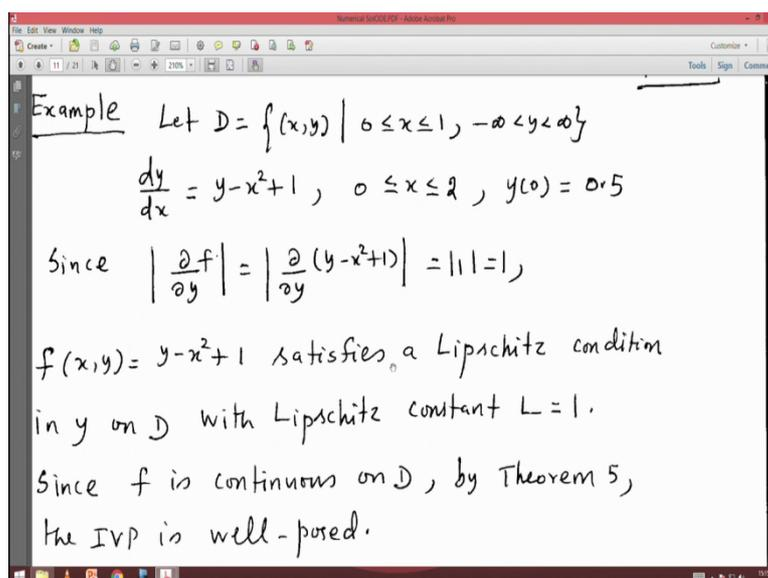 Numerical SolODE.PDF - Adobe Acrobat Pro
File Edit View Window Help
Create
Customize
11 / 21
210%
Tools Sign
Example Let D = {(x,y) | 0 ≤ x ≤ 1, -∞ < y < ∞}
dy/dx = y - x² + 1, 0 ≤ x ≤ 2, y(0) = 0.5
Since |∂f/∂y| = |∂/∂y (y - x² + 1)| = |1| = 1,
f(x,y) = y - x² + 1 satisfies a Lipschitz condition
in y on D with Lipschitz constant L = 1.
Since f is continuous on D, by Theorem 5,
the IVP is well-posed.